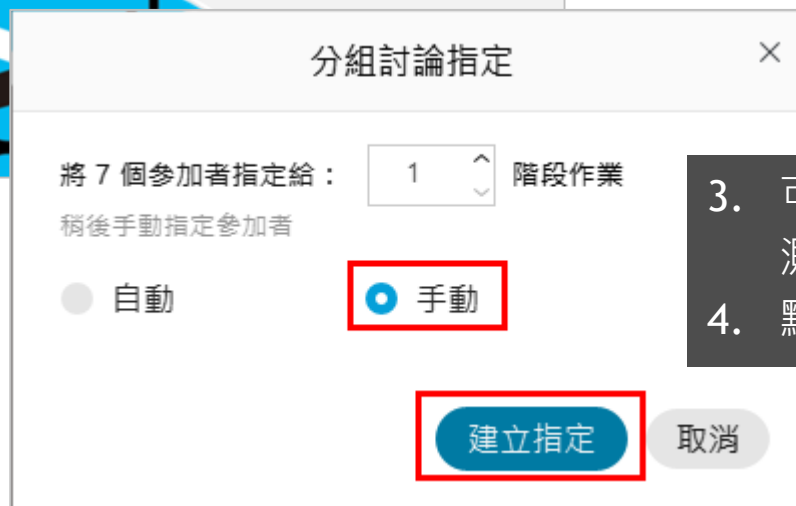 分組討論指定
將 7 個參加者指定給： 1 階段作業
稍後手動指定參加者
自動 手動
3. 可
4. 點
建立指定 取消